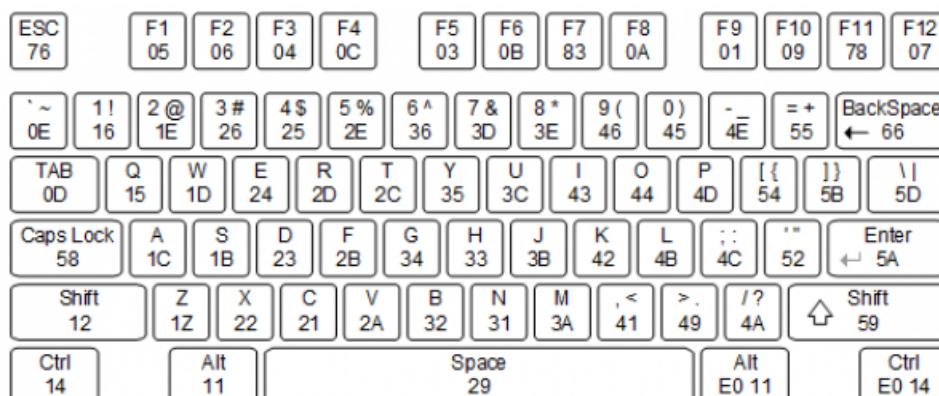 ESC F1 F2 F3 F4 F5 F6 F7 F8 F9 F10 F11 F12
76 05 06 04 0C 03 0B 83 0A 01 09 78 07
` ~ 1 ! 2 @ 3 # 4 $ 5 % 6 ^ 7 & 8 * 9 ( 0 ) - _ = + BackSpace
0E 16 1E 26 25 2E 36 3D 3E 46 45 4E 55 ← 66
TAB Q W E R T Y U I O P [ { ] } \ |
0D 15 1D 24 2D 2C 35 3C 43 44 4D 54 5B 5D
Caps Lock A S D F G H J K L ; : ' " Enter
58 1C 1B 23 2B 34 33 3B 42 4B 4C 52 ↵ 5A
Shift Z X C V B N M , < > . / ? Shift
12 1Z 22 21 2A 32 31 3A 41 49 4A ⇧ 59
Ctrl Alt Space Alt Ctrl
14 11 29 E0 11 E0 14